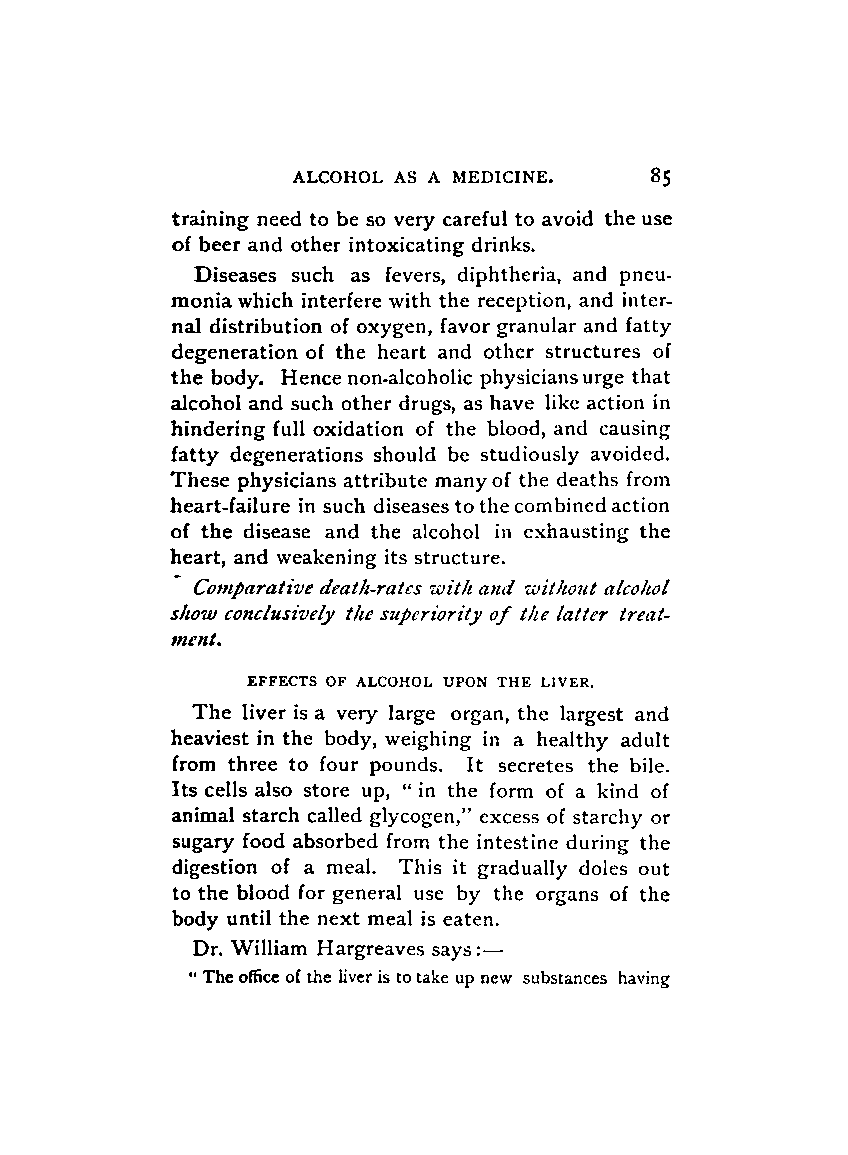 ALCOHOL AS A MEDICINE. 85
training need to be so very careful to avoid the use
of beer and other intoxicating drinks.
Diseases such as fevers, diphtheria, and pneu-
monia which interfere with the reception, and inter-
nal distribution of oxygen, favor granular and fatty
degeneration of the heart and other structures of
the body. Hence non-alcoholic physicians urge that
alcohol and such other drugs, as have like action in
hindering full oxidation of the blood, and causing
fatty degenerations should be studiously avoided.
These physicians attribute many of the deaths from
heart-failure in such diseases to the combined action
of the disease and the alcohol in exhausting the
heart, and weakening its structure.
Comparative death-rates with and without alcohol
show conclusively the superiority of the latter treat-
ment.
EFFECTS OF ALCOHOL UPON THE LIVER.
The liver is a very large organ, the largest and
heaviest in the body, weighing in a healthy adult
from three to four pounds. It secretes the bile.
Its cells also store up, “in the form of a kind of
animal starch called glycogen,” excess of starchy or
sugary food absorbed from the intestine during the
digestion of a meal. This it gradually doles out
to the blood for general use by the organs of the
body until the next meal is eaten.
Dr. William Hargreaves says:—
“The office of the liver is to take up new substances having